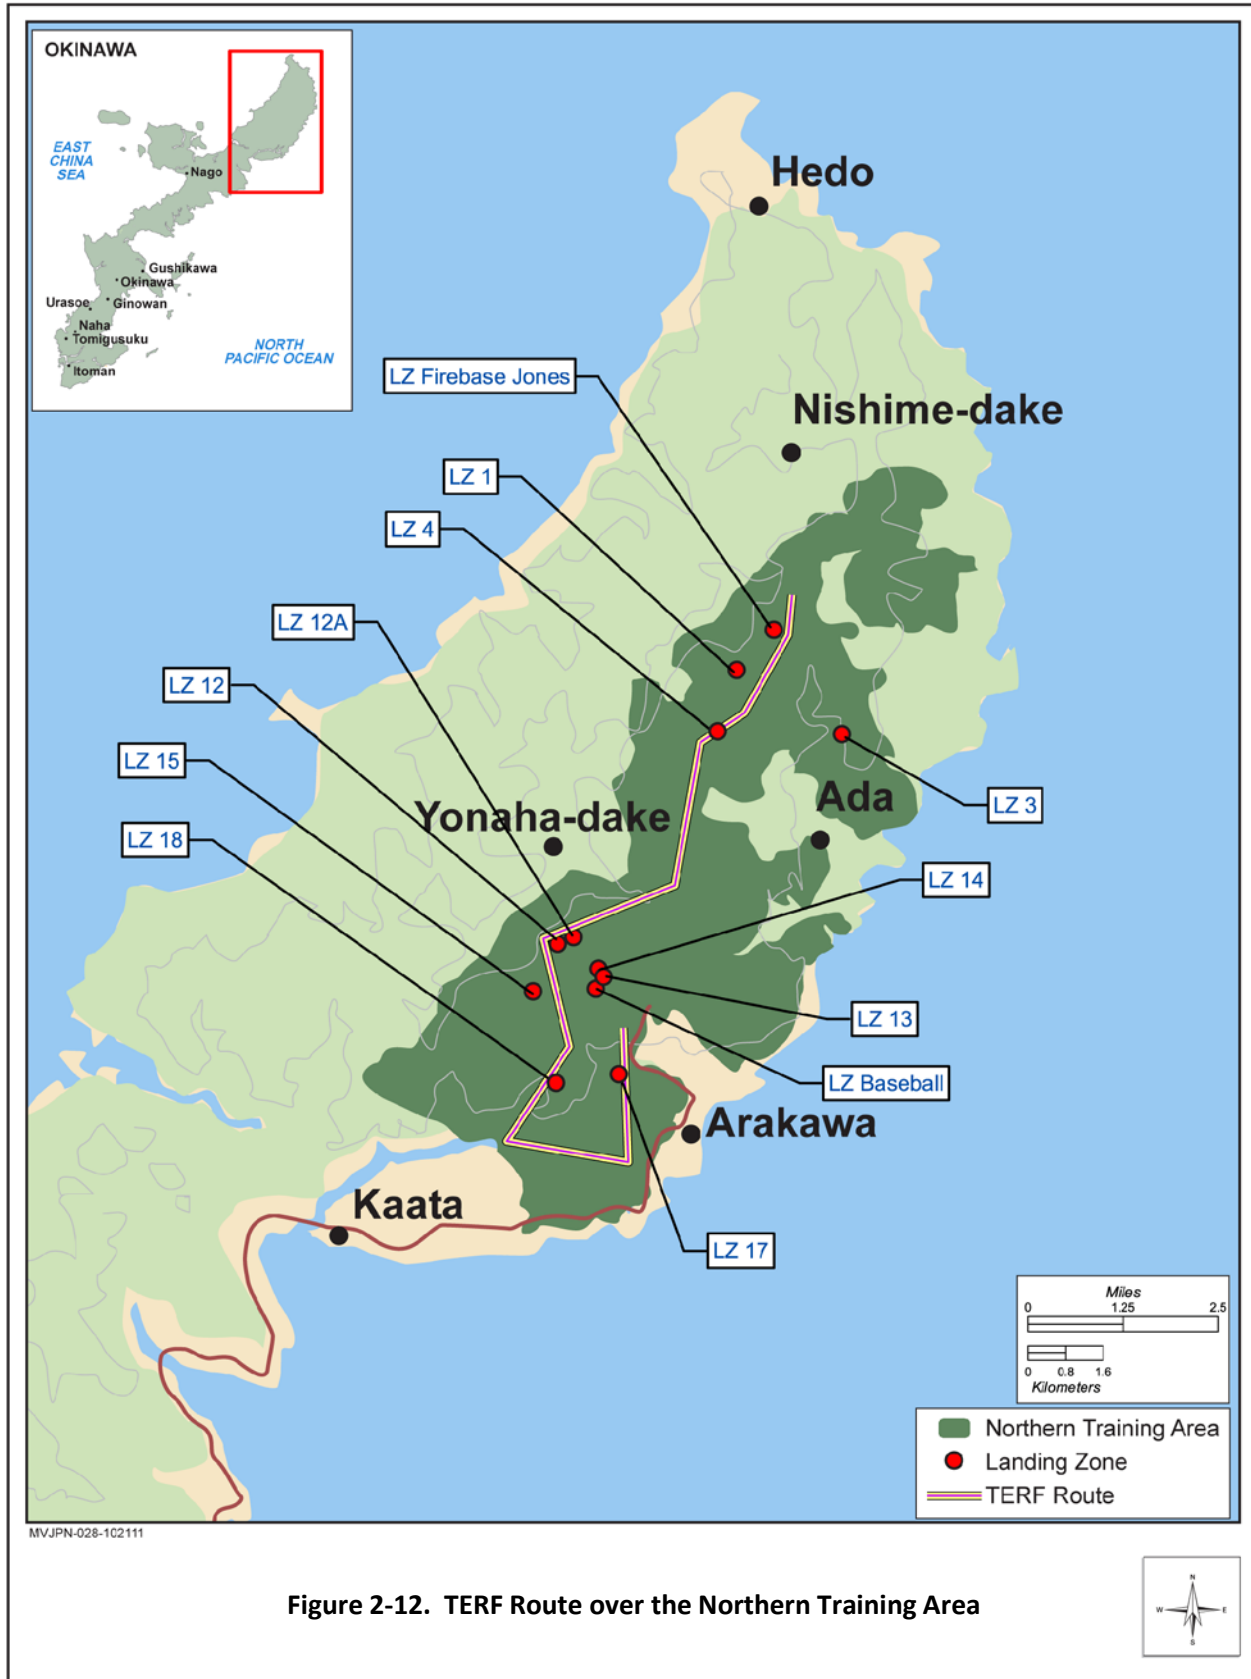 OKINAWA
EAST
CHINA
SEA
Nago
Gushikawa
Okinawa
Urasoe
Ginowan
Naha
Tomigusuku
NORTH
PACIFIC OCEAN
Itoman
Hedo
LZ Firebase Jones
Nishime-dake
LZ 1
LZ 4
LZ 12A
LZ 12
LZ 15
Ada
LZ 3
Yonaha-dake
LZ 18
LZ 14
LZ 13
LZ Baseball
Arakawa
Kaata
LZ 17
Miles
0 1.25 2.5
0 0.8 1.6
Kilometers
Northern Training Area
Landing Zone
TERF Route
MVJPN-028-102111
N
W E
S
Figure 2-12. TERF Route over the Northern Training Area